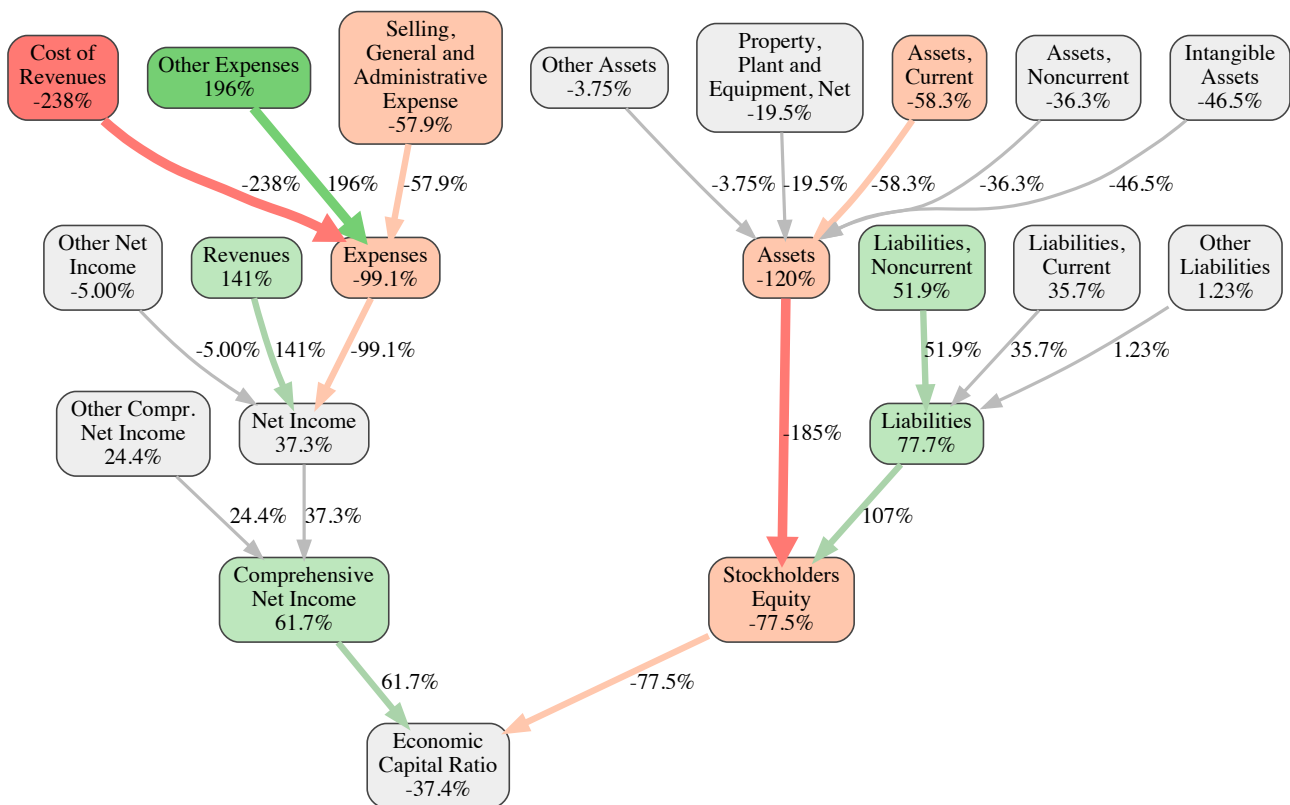 Cost of
Revenues
-238%
Other Expenses
196%
Selling,
General and
Administrative
Expense
-57.9%
Other Assets
-3.75%
Property,
Plant and
Equipment, Net
-19.5%
Assets,
Current
-58.3%
Assets,
Noncurrent
-36.3%
Intangible
Assets
-46.5%
-238%
196%
-57.9%
-3.75%
-19.5%
-58.3%
-36.3%
-46.5%
Other Net
Income
-5.00%
Revenues
141%
Expenses
-99.1%
Assets
-120%
Liabilities,
Noncurrent
51.9%
Liabilities,
Current
35.7%
Other
Liabilities
1.23%
-5.00%
141%
-99.1%
51.9%
35.7%
1.23%
Other Compr.
Net Income
24.4%
Net Income
37.3%
-185%
Liabilities
77.7%
24.4%
37.3%
107%
Comprehensive
Net Income
61.7%
Stockholders
Equity
-77.5%
61.7%
-77.5%
Economic
Capital Ratio
-37.4%